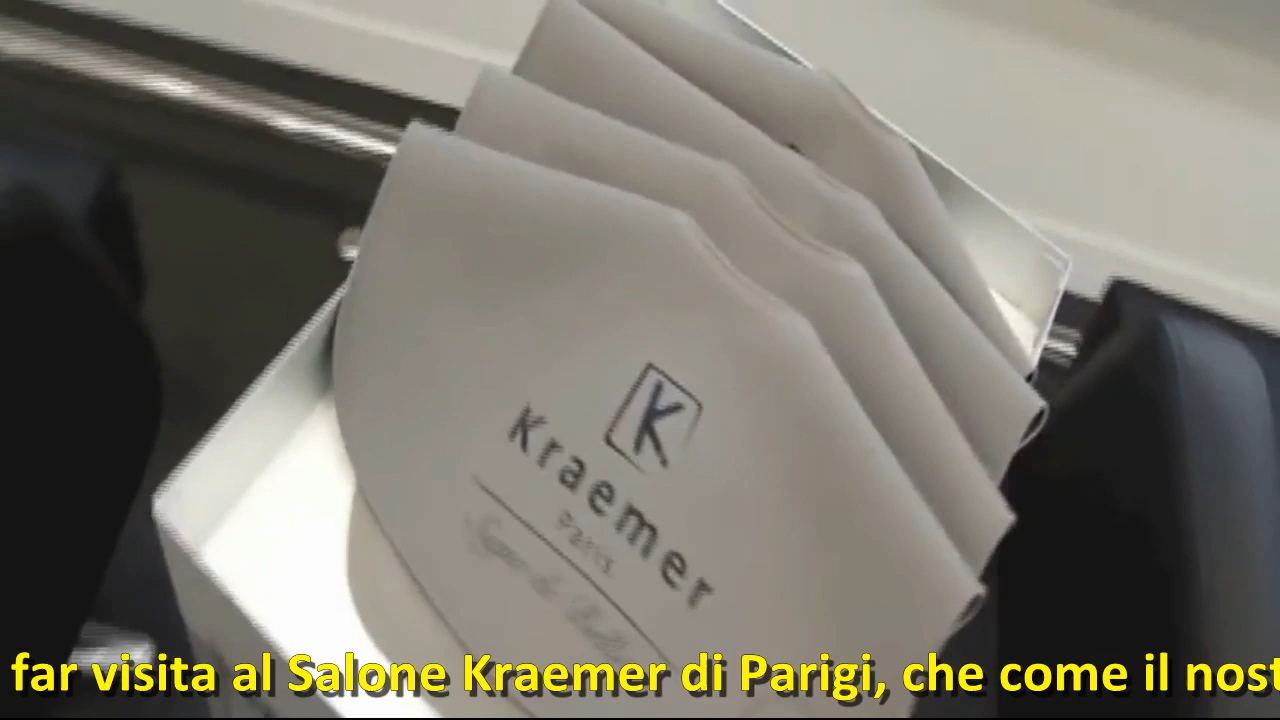 K
Kraemer
Paris
far visita al Salone Kraemer di Parigi, che come il nost